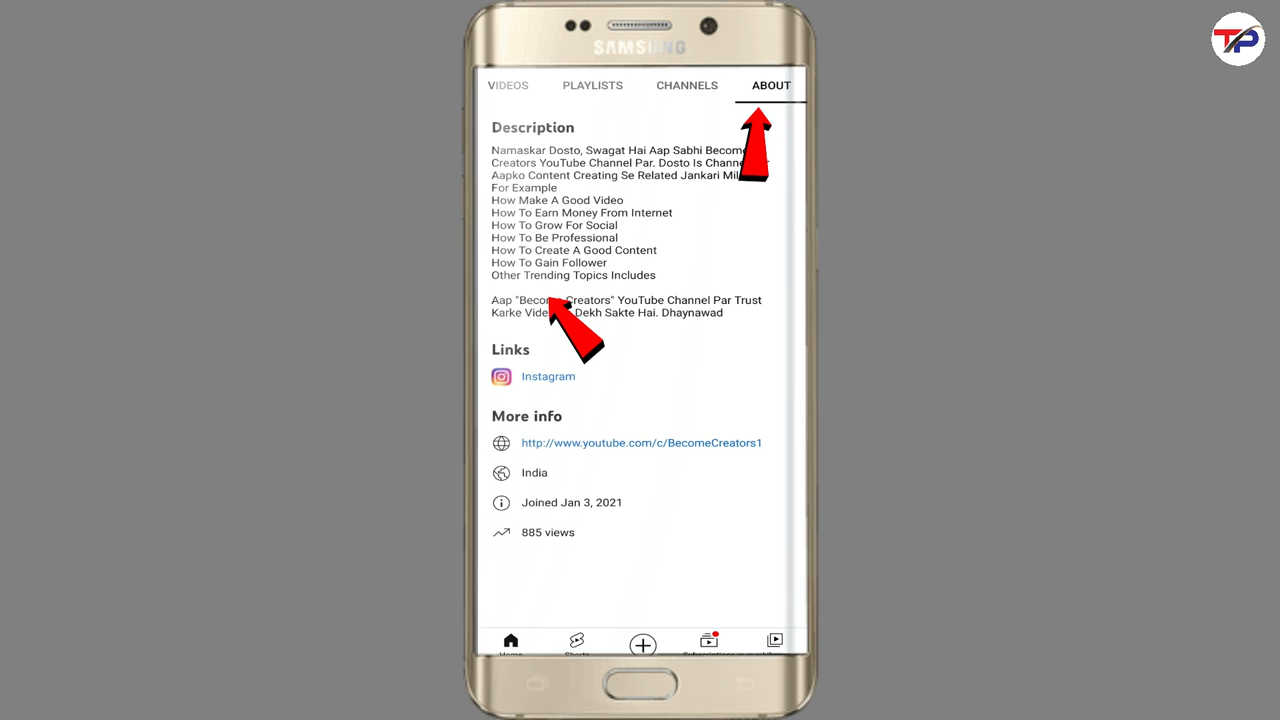 TP
SAMSUNG
VIDEOS PLAYLISTS CHANNELS ABOUT
Description
Namaskar Dosto, Swagat Hai Aap Sabhi Become
Creators YouTube Channel Par. Dosto Is
Aapko Content Creating Se Related Jankari
For Example
How Make A Good Video
How To Earn Money From Internet
How To Grow For Social
How To Be Professional
How To Create A Good Content
How To Gain Follower
Other Trending Topics Includes
Aap "Become Creators" YouTube Channel Par Trust
Karke Dekh Sakte Hai. Dhaynawad
Links
Instagram
More info
http://www.youtube.com/c/BecomeCreators1
India
Joined Jan 3, 2021
885 views
Home Shorts Subscriptions